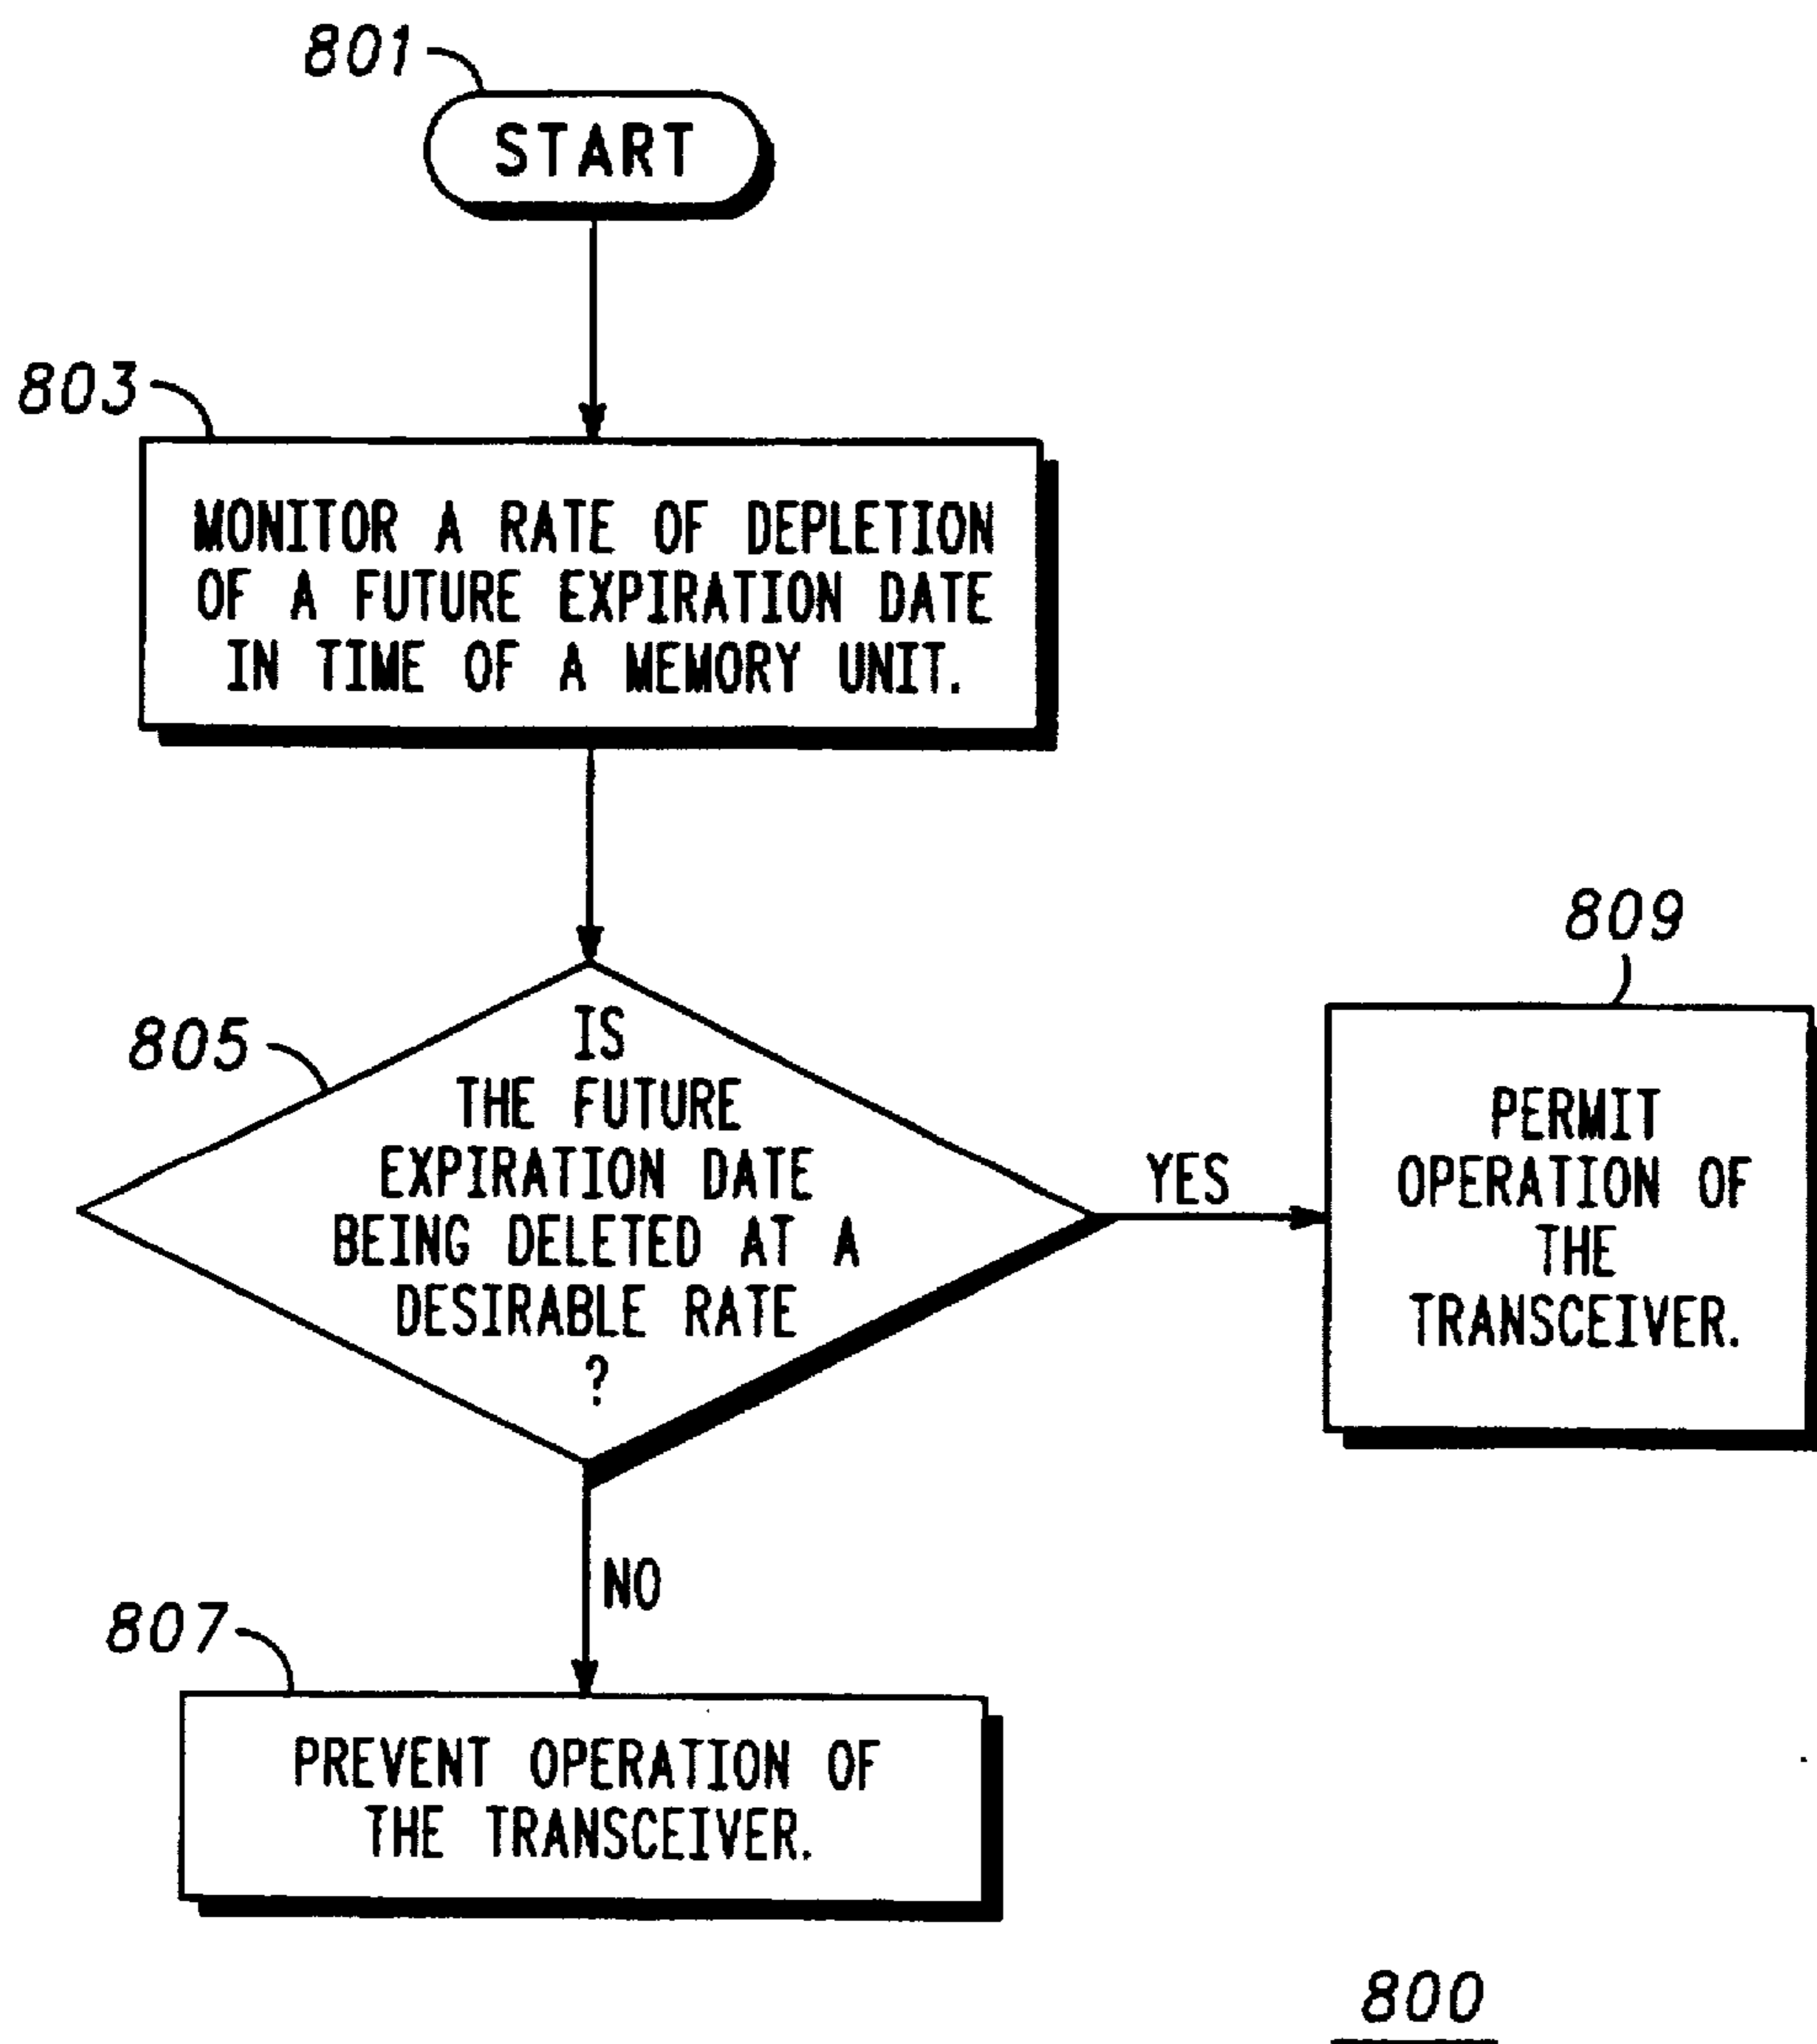 801
START
803
MONITOR A RATE OF DEPLETION
OF A FUTURE EXPIRATION DATE
IN TIME OF A MEMORY UNIT.
805
IS
THE FUTURE
EXPIRATION DATE
BEING DELETED AT A
DESIRABLE RATE
?
YES
809
PERMIT
OPERATION OF
THE
TRANSCEIVER.
NO
807
PREVENT OPERATION OF
THE TRANSCEIVER.
800